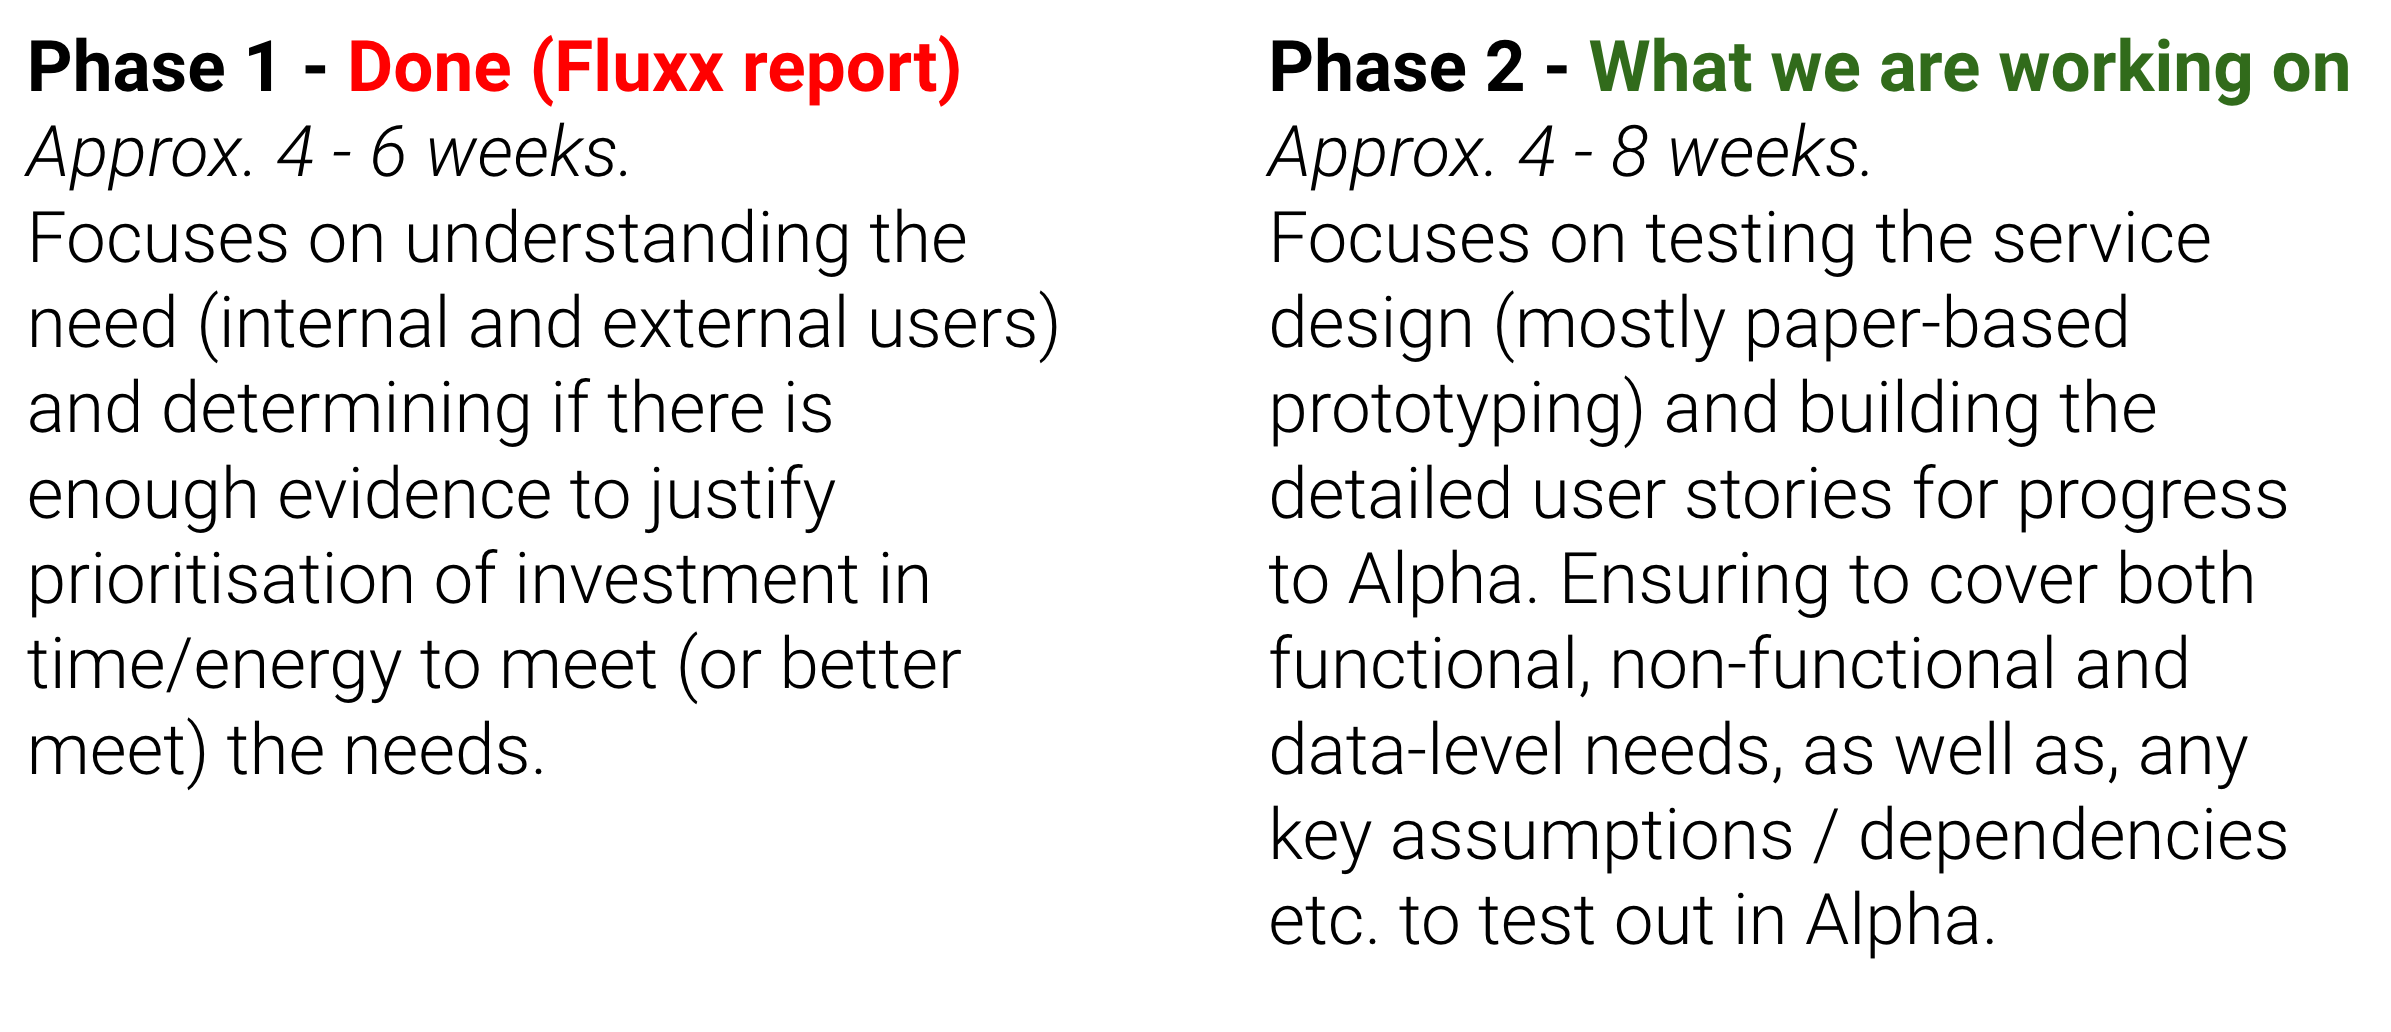 Phase 1 - Done (Fluxx report)
Approx. 4 - 6 weeks.
Focuses on understanding the
need (internal and external users)
and determining if there is
enough evidence to justify
prioritisation of investment in
time/energy to meet (or better
meet) the needs.
Phase 2 - What we are working on
Approx. 4 - 8 weeks.
Focuses on testing the service
design (mostly paper-based
prototyping) and building the
detailed user stories for progress
to Alpha. Ensuring to cover both
functional, non-functional and
data-level needs, as well as, any
key assumptions / dependencies
etc. to test out in Alpha.